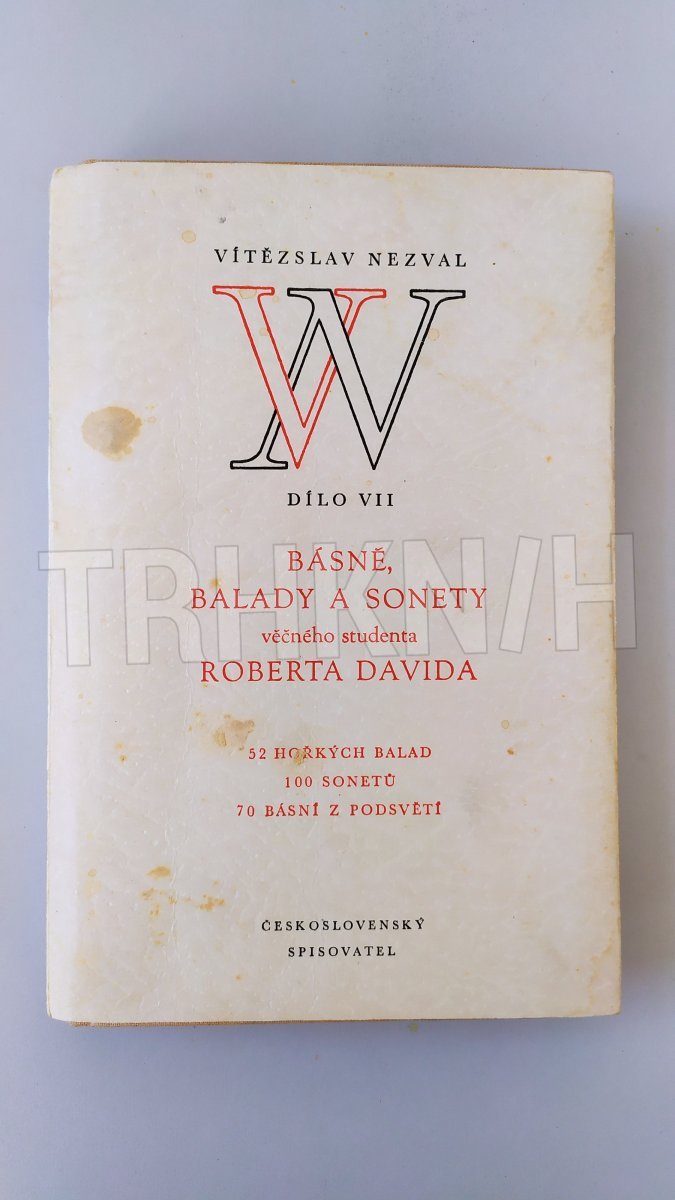 VÍTĚZSLAV NEZVAL
VN
DÍLO VII
BÁSNĚ,
BALADY A SONETY
věčného studenta
ROBERTA DAVIDA
52 HOŘKÝCH BALAD
100 SONETŮ
70 BÁSNÍ Z PODSVĚTÍ
ČESKOSLOVENSKÝ
SPISOVATEL
TRHKN/H